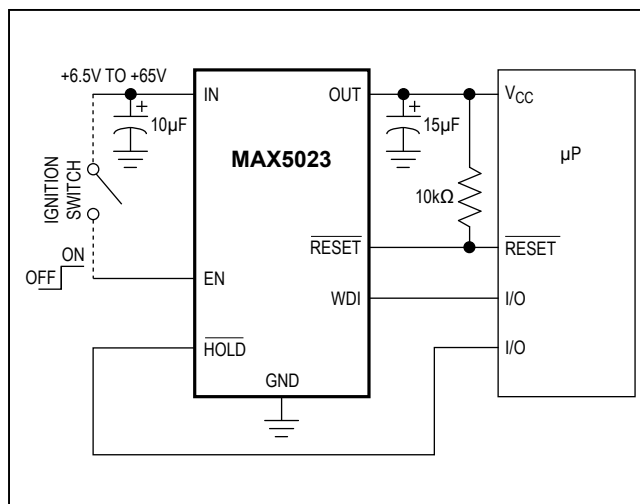 +6.5V TO +65V
IN
OUT
V_CC
+
10µF
+
15µF
MAX5023
µP
IGNITION
SWITCH
10kΩ
ON
OFF
RESET
RESET
EN
WDI
I/O
HOLD
I/O
GND